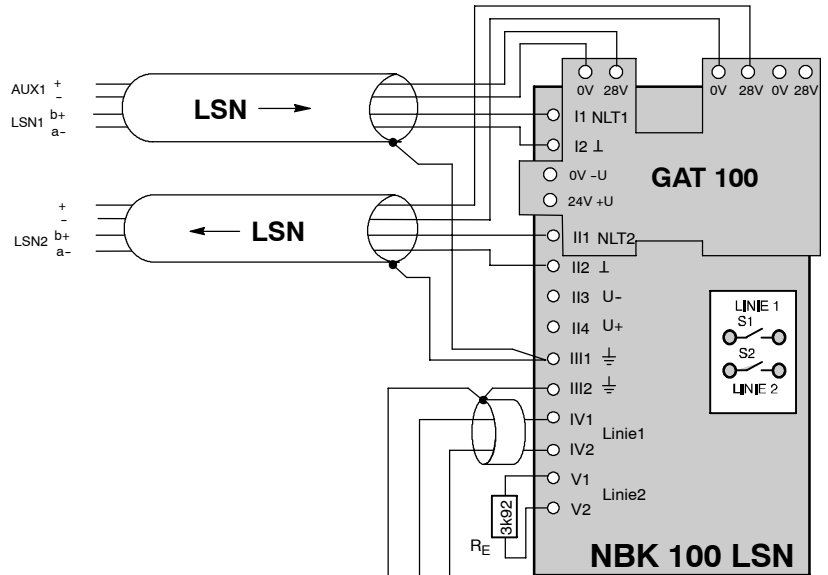 AUX1 +
-
LSN1 b+
a-
LSN
0V 28V
0V 28V 0V 28V
I1 NLT1
I2 ⊥
0V -U
24V +U
GAT 100
+
-
LSN2 b+
a-
LSN
II1 NLT2
II2 ⊥
II3 U-
II4 U+
III1 ⏚
III2 ⏚
LINIE 1
S1
S2
LINIE 2
IV1
Linie1
IV2
V1
Linie2
V2
3k92
RE
NBK 100 LSN